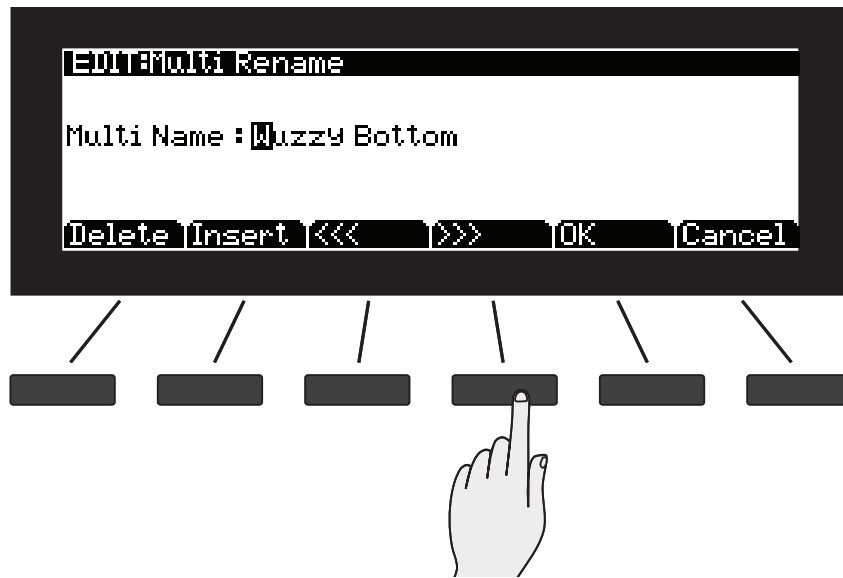 EDIT:Multi Rename
Multi Name : Wuzzy Bottom
Delete Insert <<< >>> OK Cancel